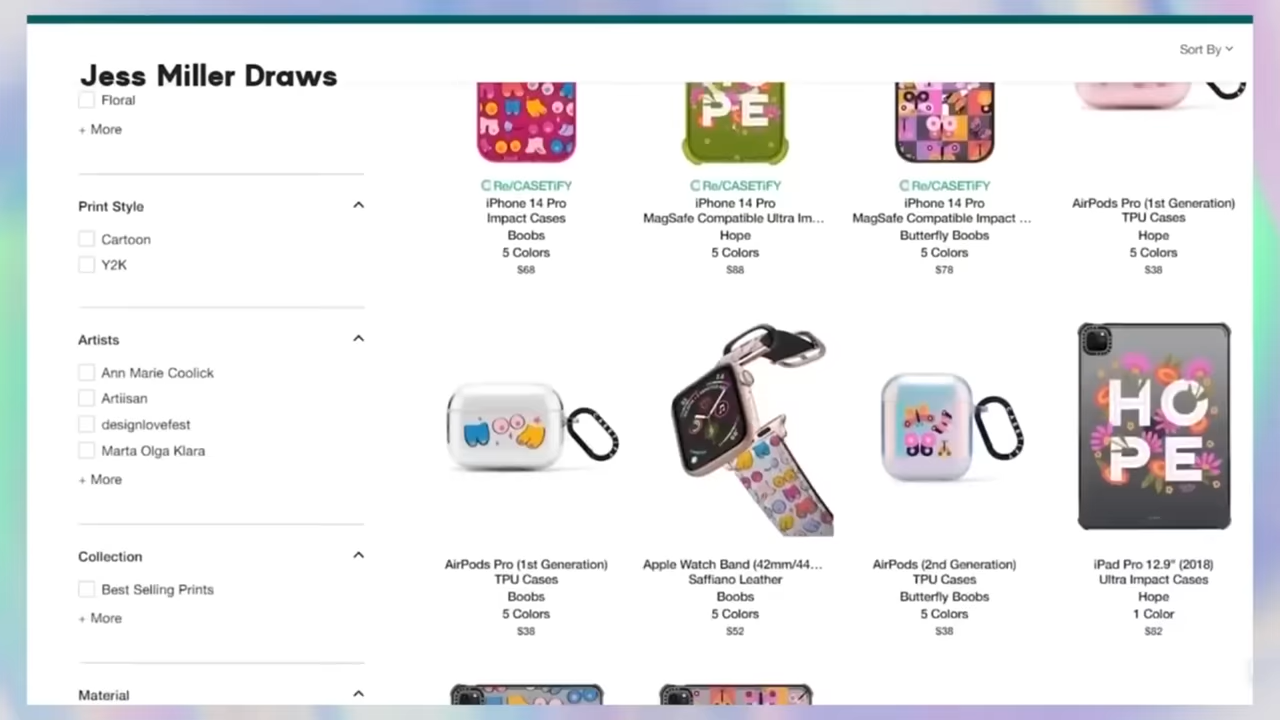 Sort By
Jess Miller Draws
Floral
+ More
Print Style
Cartoon
Y2K
Artists
Ann Marie Coolick
Artiisan
designlovefest
Marta Olga Klara
+ More
Collection
Best Selling Prints
+ More
Material
PE
Re/CASETiFY
iPhone 14 Pro
Impact Cases
Boobs
5 Colors
$68
Re/CASETiFY
iPhone 14 Pro
MagSafe Compatible Ultra Im...
Hope
5 Colors
$88
Re/CASETiFY
iPhone 14 Pro
MagSafe Compatible Impact ...
Butterfly Boobs
5 Colors
$78
AirPods Pro (1st Generation)
TPU Cases
Hope
5 Colors
$38
AirPods Pro (1st Generation)
TPU Cases
Boobs
5 Colors
$38
Apple Watch Band (42mm/44...
Saffiano Leather
Boobs
5 Colors
$52
AirPods (2nd Generation)
TPU Cases
Butterfly Boobs
5 Colors
$38
HO
PE
iPad Pro 12.9" (2018)
Ultra Impact Cases
Hope
1 Color
$82